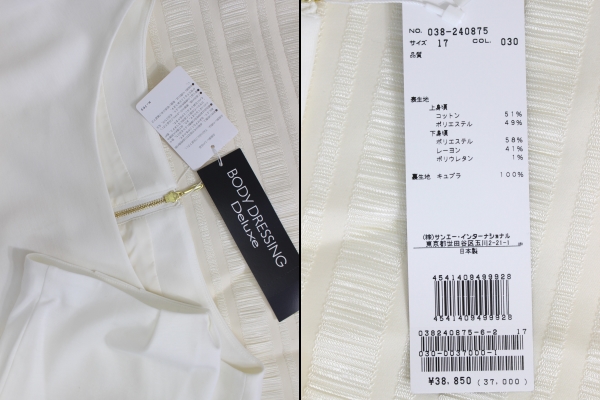 BODY DRESSING
Deluxe
NO. 038-240875
サイズ 17 COL. 030
品質
表生地
上身頃
コットン 51%
ポリエステル 49%
下身頃
ポリエステル 58%
レーヨン 41%
ポリウレタン 1%
裏生地 キュプラ 100%
(株)サンエー・インターナショナル
東京都世田谷区玉川2-21-1
日本製
4541409499928
4541409499928
038240875-6-2 17
030-0037000-1
¥38,850 (37,000)